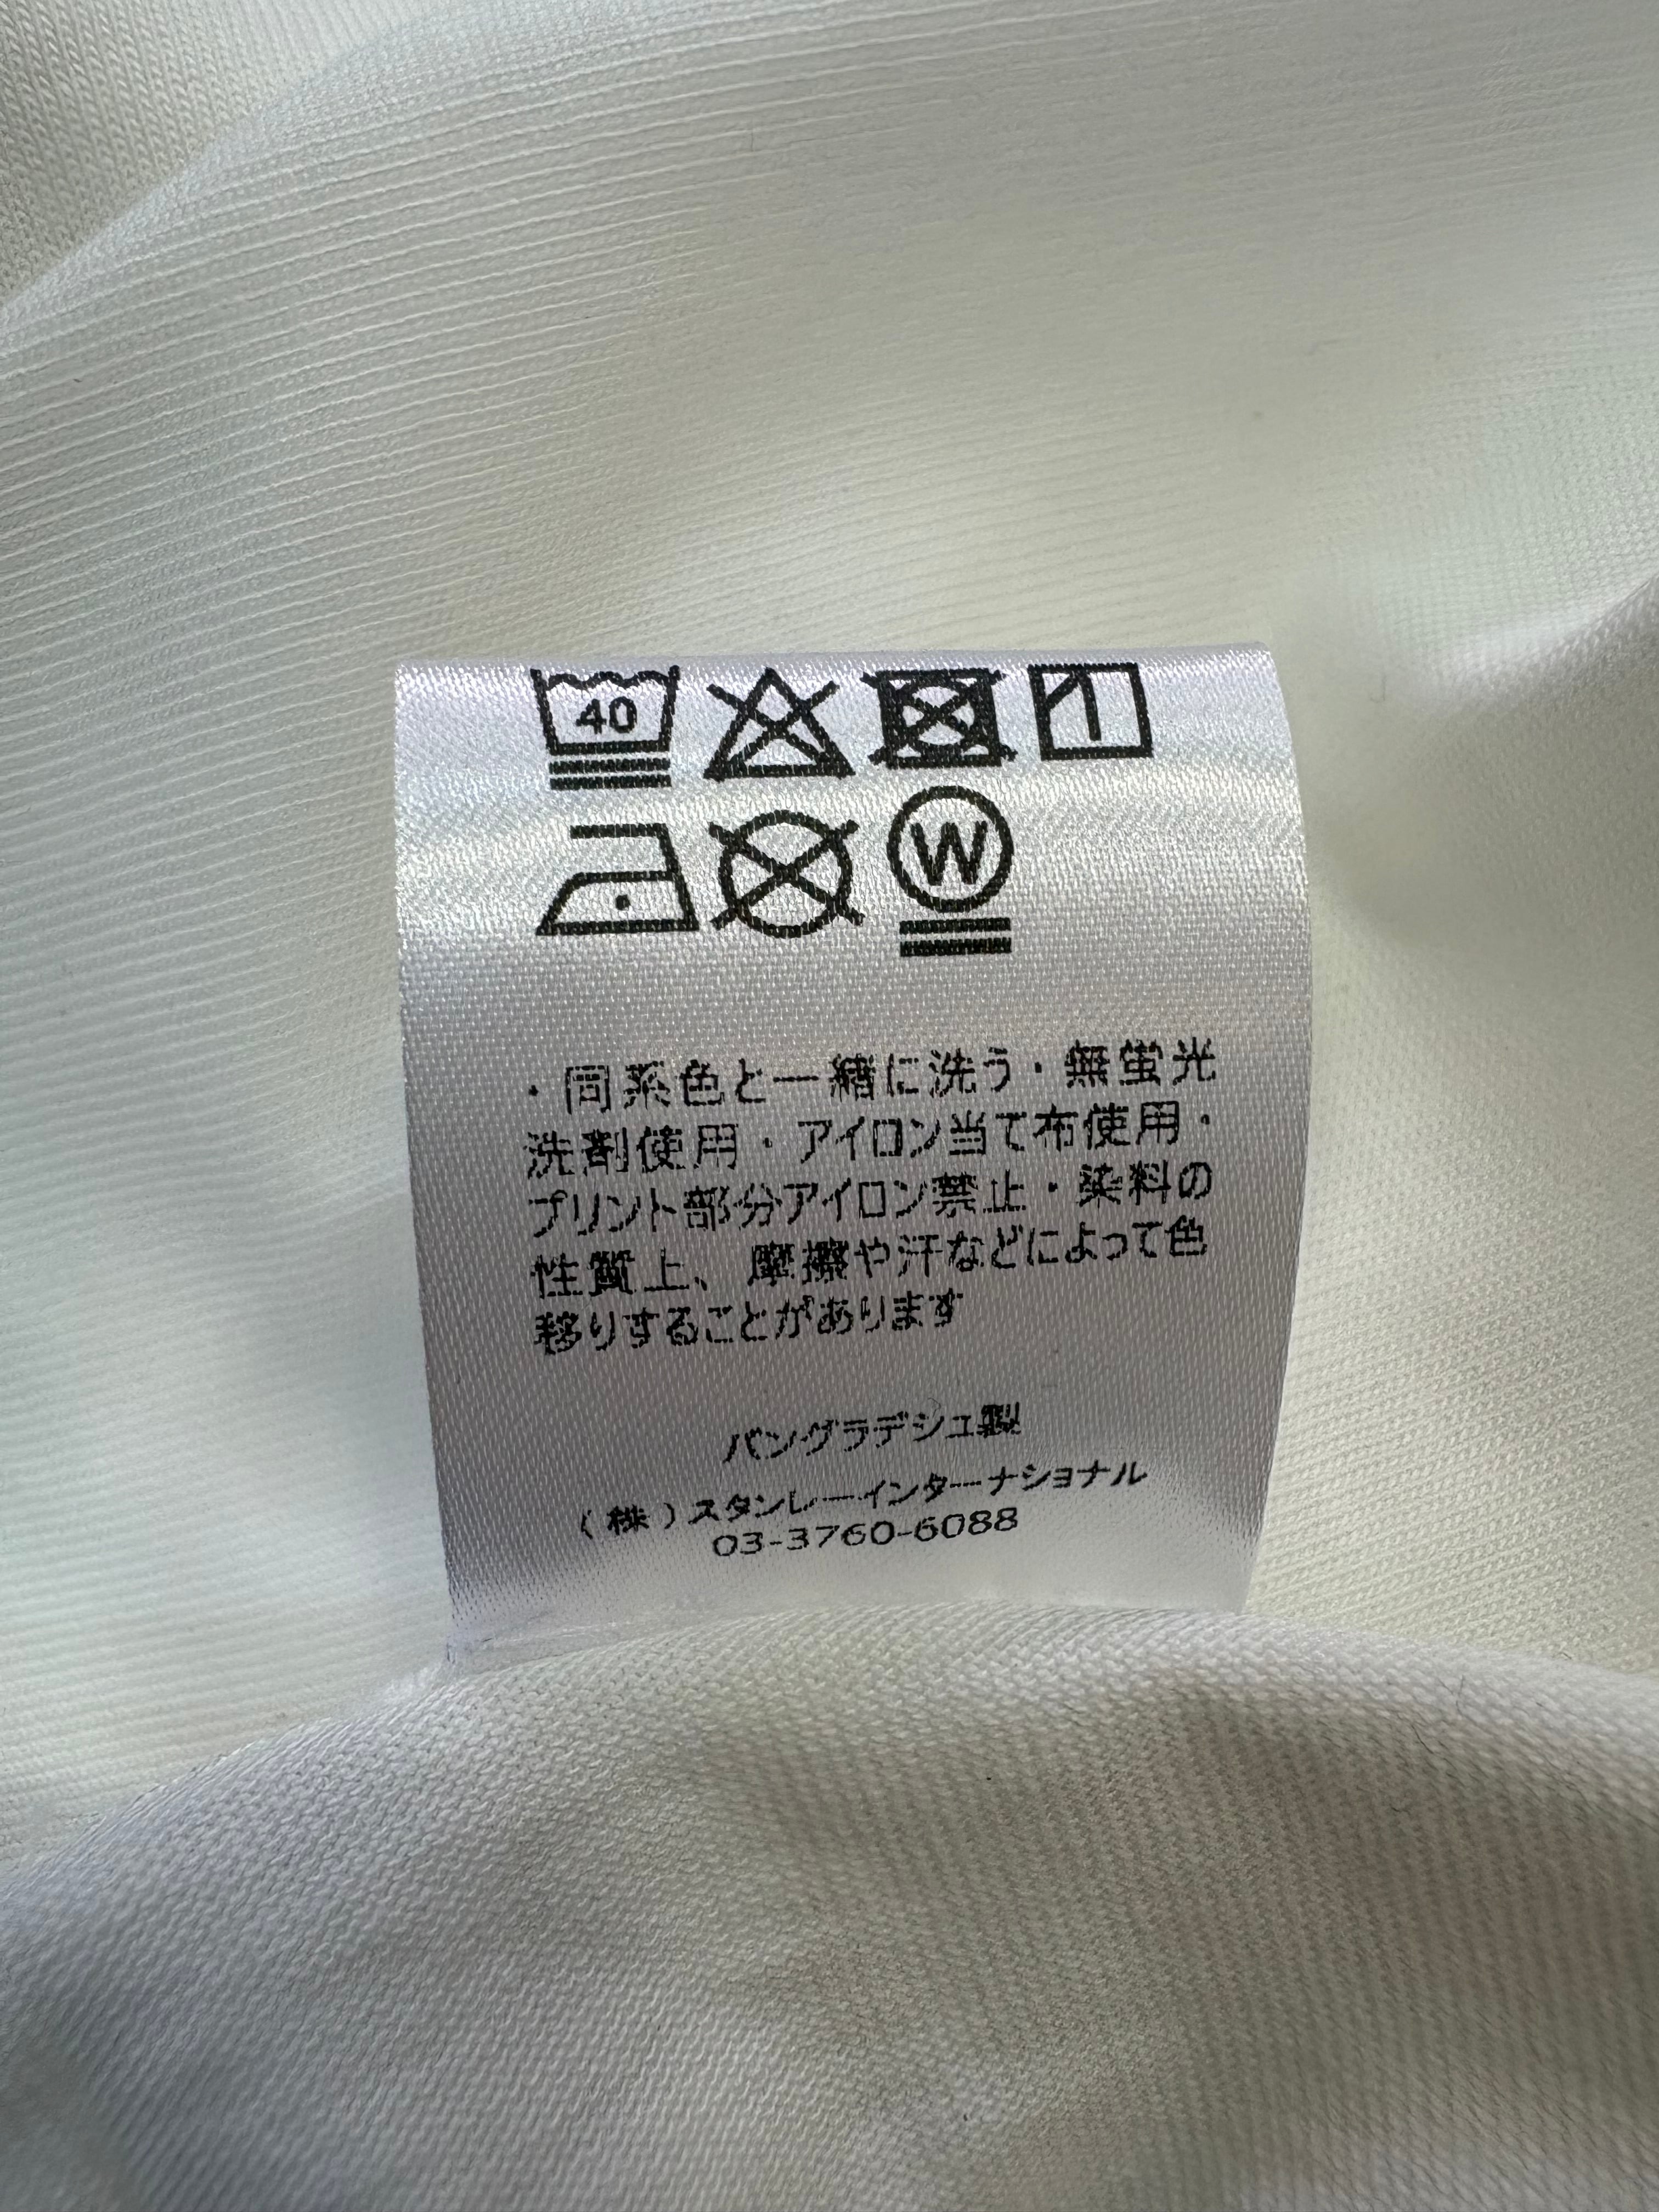 40
W
・同系色と一緒に洗う・無蛍光
洗剤使用・アイロン当て布使用・
プリント部分アイロン禁止・染料の
性質上、摩擦や汗などによって色
移りすることがあります
バングラデシュ製
(株)スタンレーインターナショナル
03-3760-6088